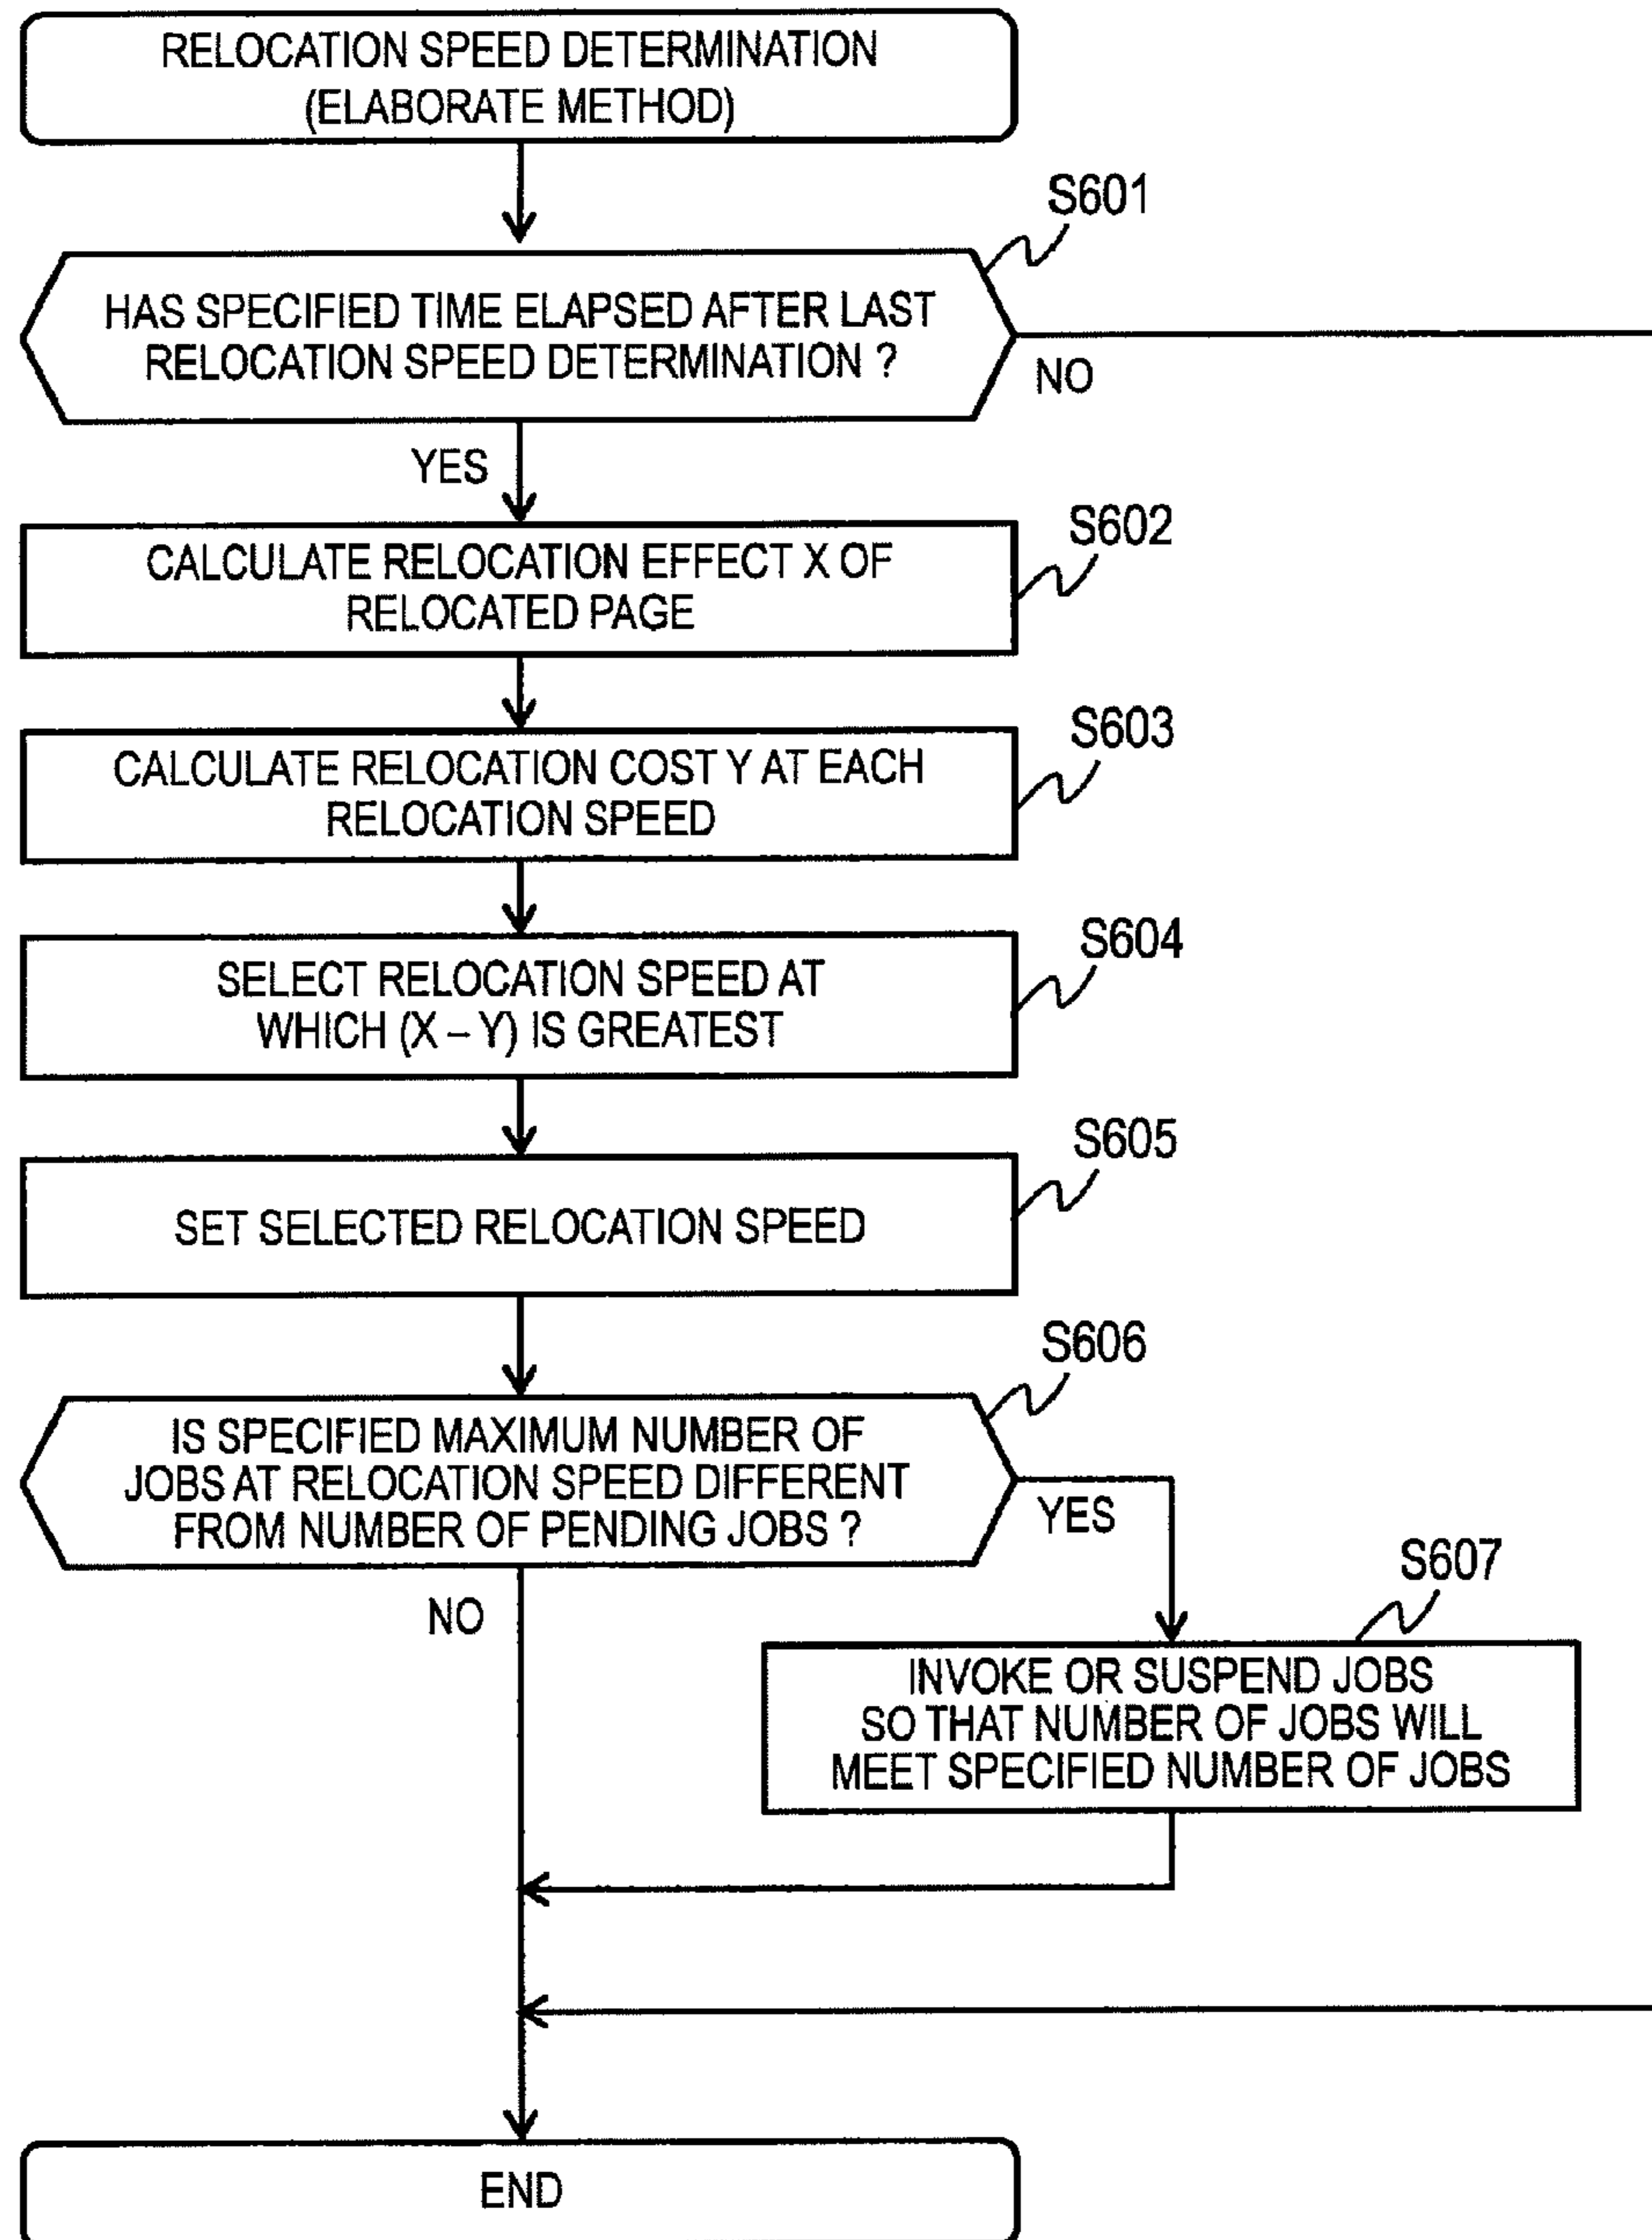 RELOCATION SPEED DETERMINATION
(ELABORATE METHOD)
S601
HAS SPECIFIED TIME ELAPSED AFTER LAST
RELOCATION SPEED DETERMINATION ?
NO
YES
S602
CALCULATE RELOCATION EFFECT X OF
RELOCATED PAGE
S603
CALCULATE RELOCATION COST Y AT EACH
RELOCATION SPEED
S604
SELECT RELOCATION SPEED AT
WHICH (X – Y) IS GREATEST
S605
SET SELECTED RELOCATION SPEED
S606
IS SPECIFIED MAXIMUM NUMBER OF
JOBS AT RELOCATION SPEED DIFFERENT
FROM NUMBER OF PENDING JOBS ?
YES
NO
S607
INVOKE OR SUSPEND JOBS
SO THAT NUMBER OF JOBS WILL
MEET SPECIFIED NUMBER OF JOBS
END